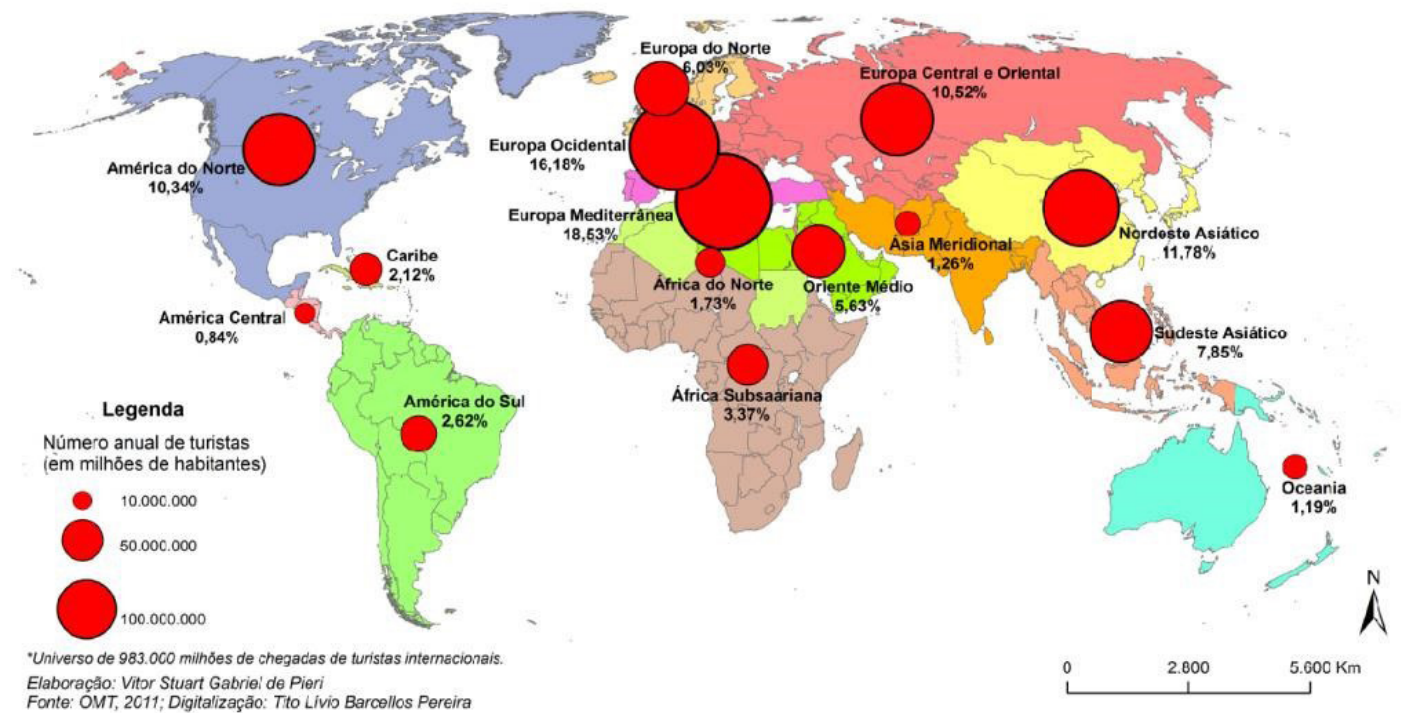 Europa do Norte
6,03%
Europa Central e Oriental
10,52%
Europa Ocidental
16,18%
América do Norte
10,34%
Europa Mediterrânea
18,53%
Nordeste Asiático
11,78%
Ásia Meridional
1,26%
Caribe
2,12%
África do Norte
1,73%
Oriente Médio
5,63%
América Central
0,84%
Sudeste Asiático
7,85%
África Subsaariana
3,37%
América do Sul
2,62%
Oceania
1,19%
Legenda
Número anual de turistas
(em milhões de habitantes)
10.000.000
50.000.000
100.000.000
N
0 2.800 5.600 Km
*Universo de 983.000 milhões de chegadas de turistas internacionais.
Elaboração: Vitor Stuart Gabriel de Pieri
Fonte: OMT, 2011; Digitalização: Tito Lívio Barcellos Pereira